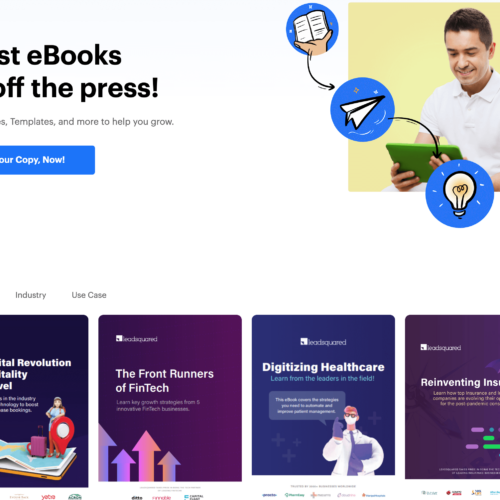 st eBooks
off the press!
es, Templates, and more to help you grow.
our Copy, Now!
Industry
Use Case
ital Revolution
itality
vel
s in the industry
hnology to boost
ase bookings.
yatra
leadsquared
The Front Runners
of FinTech
Learn key growth strategies from 5
innovative FinTech businesses.
ditto
CAPITAL
leadsquared
Digitizing Healthcare
Learn from the leaders in the field!
This eBook covers the strategies
you need to automate and
improve patient management.
leadsquared
Reinventing Insu
Learn how top insurance and i
companies are evolving their
for the past pandemic